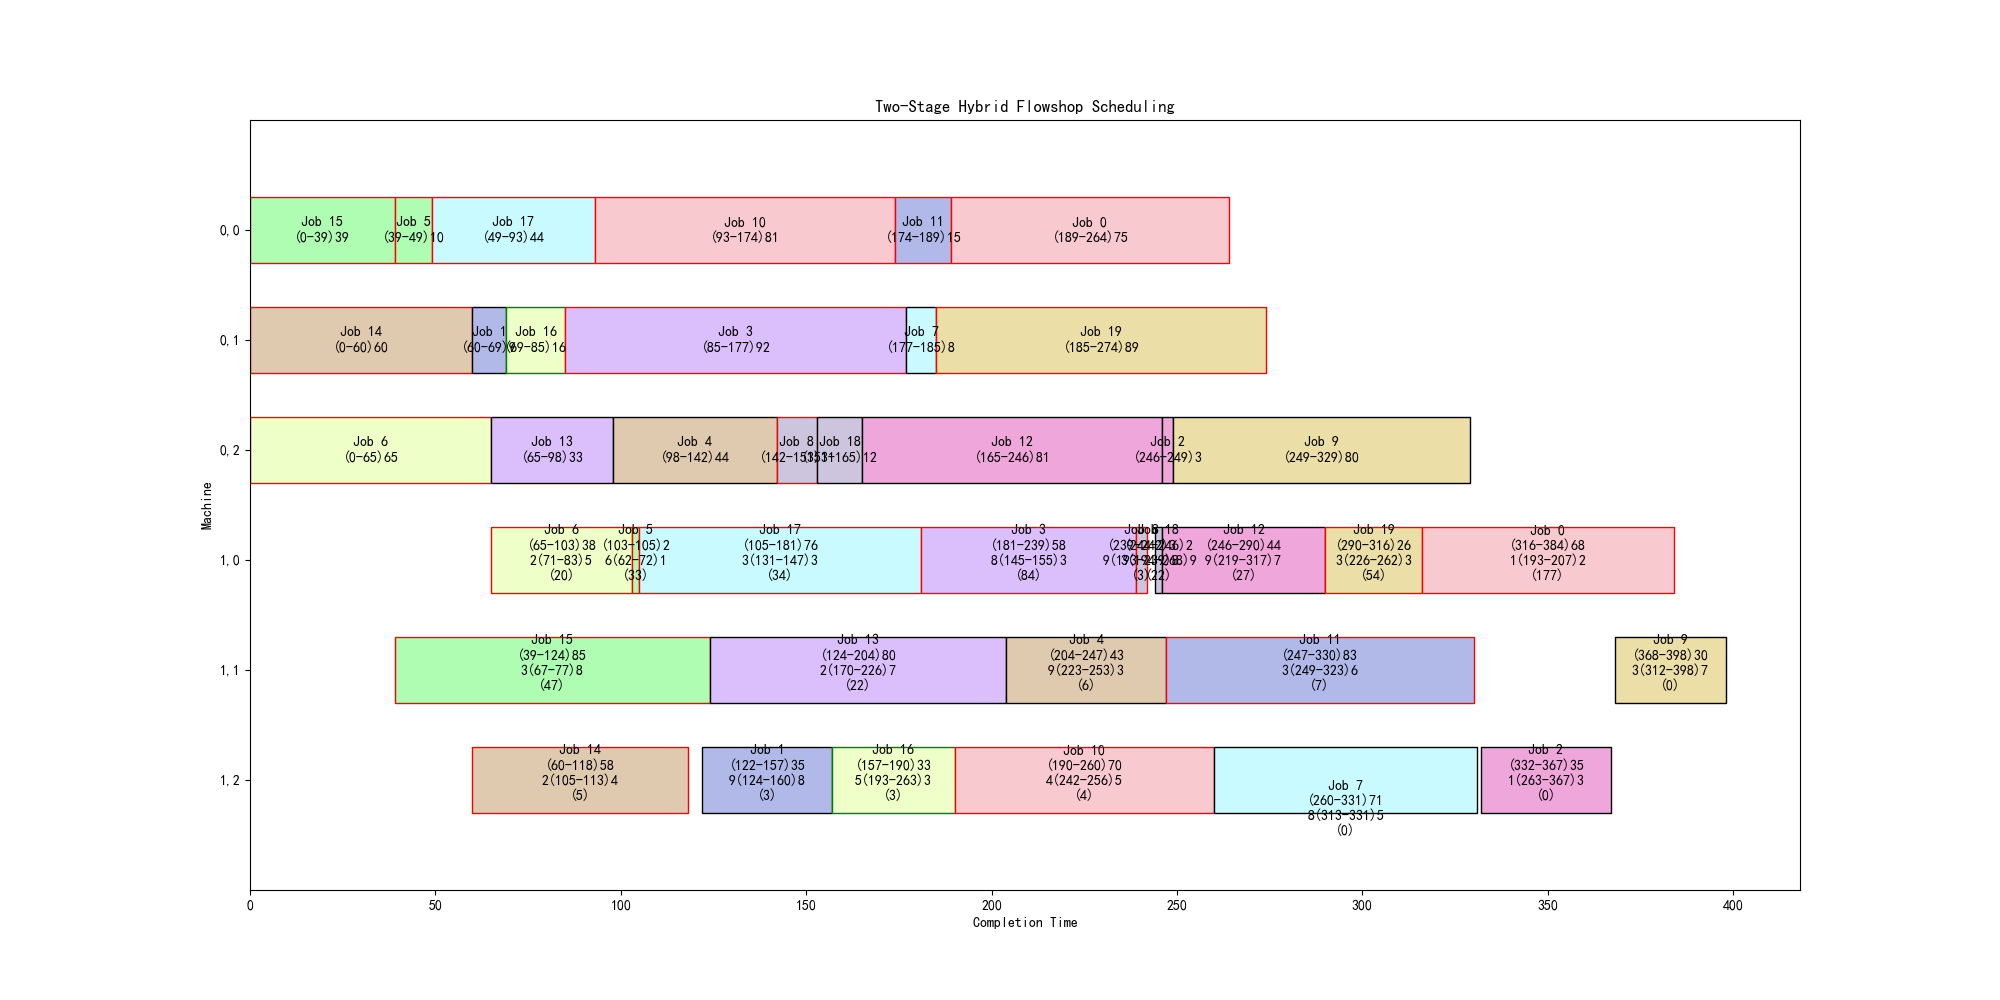 Two-Stage Hybrid Flowshop Scheduling
0,0
Job 15
(0-39)39
Job 5
(39-49)10
Job 17
(49-93)44
Job 10
(93-174)81
Job 11
(174-189)15
Job 0
(189-264)75
0,1
Job 14
(0-60)60
Job 1
(60-69)9
Job 16
(69-85)16
Job 3
(85-177)92
Job 7
(177-185)8
Job 19
(185-274)89
0,2
Job 6
(0-65)65
Job 13
(65-98)33
Job 4
(98-142)44
Job 8
(142-153)11
Job 18
(153-165)12
Job 12
(165-246)81
Job 2
(246-249)3
Job 9
(249-329)80
Machine
1,0
Job 6
(65-103)38
2(71-83)5
(20)
Job 5
(103-105)2
6(62-72)1
(33)
Job 17
(105-181)76
3(131-147)3
(34)
Job 3
(181-239)58
8(145-155)3
(84)
Job 8
(3)
Job 18
(244-246)2
(22)
Job 12
(246-290)44
9(219-317)7
(27)
Job 19
(290-316)26
3(226-262)3
(54)
Job 0
(316-384)68
1(193-207)2
(177)
1,1
Job 15
(39-124)85
3(67-77)8
(47)
Job 13
(124-204)80
2(170-226)7
(22)
Job 4
(204-247)43
9(223-253)3
(6)
Job 11
(247-330)83
3(249-323)6
(7)
Job 9
(368-398)30
3(312-398)7
(0)
1,2
Job 14
(60-118)58
2(105-113)4
(5)
Job 1
(122-157)35
9(124-160)8
(3)
Job 16
(157-190)33
5(193-263)3
(3)
Job 10
(190-260)70
4(242-256)5
(4)
Job 7
(260-331)71
8(313-331)5
(0)
Job 2
(332-367)35
1(263-367)3
(0)
0
50
100
150
200
250
300
350
400
Completion Time